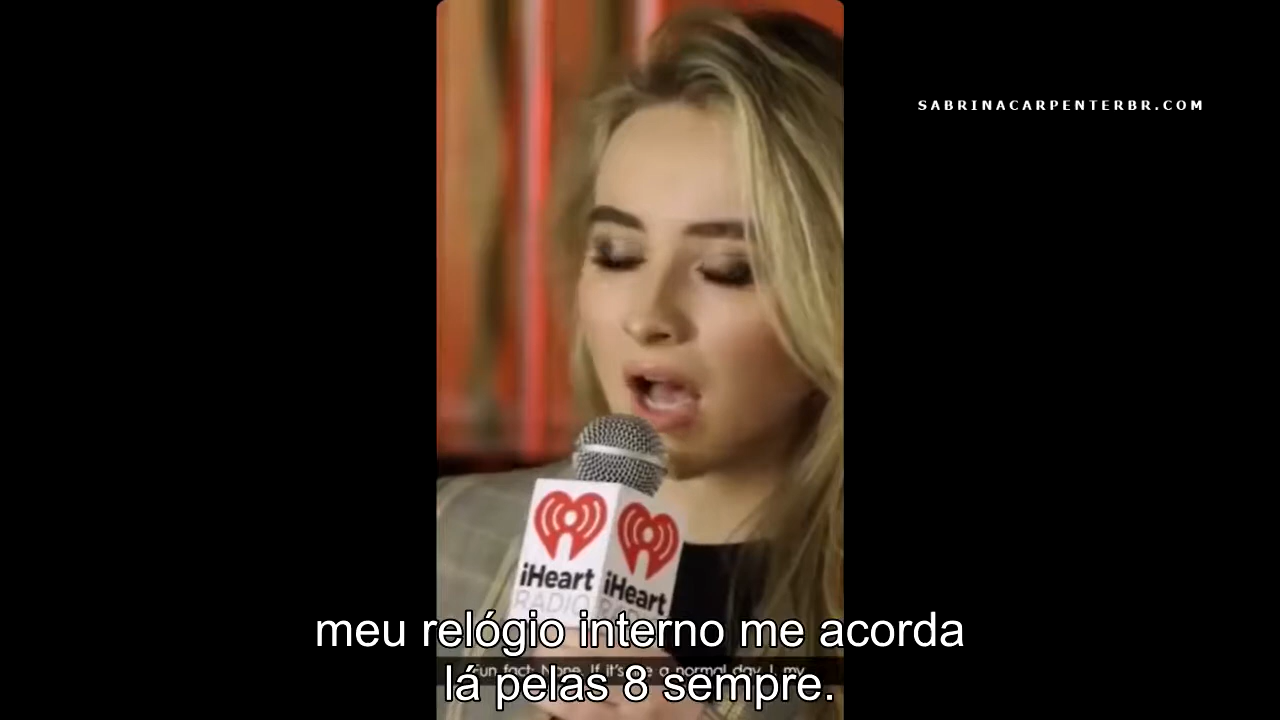 SABRINACARPENTERBR.COM
iHeart iHeart
RADIO
meu relógio interno me acorda
Fun fact: None. If it's a normal day, I, my
lá pelas 8 sempre.